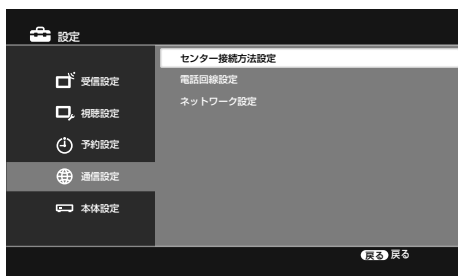 設定
受信設定
視聴設定
予約設定
通信設定
本体設定
センター接続方法設定
電話回線設定
ネットワーク設定
戻る 戻る